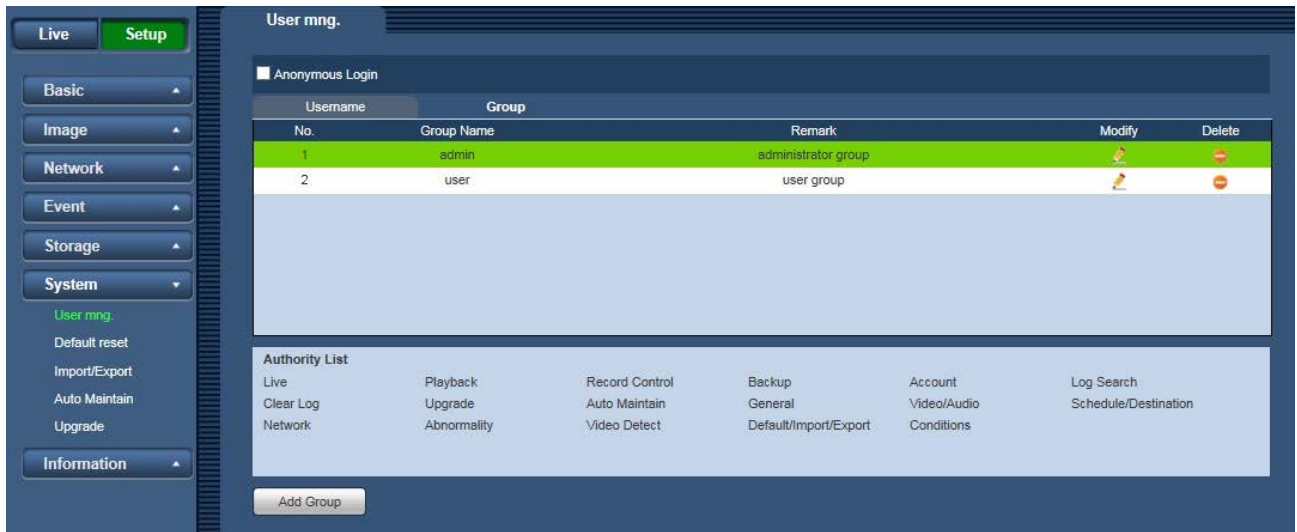 Live Setup
Basic
Image
Network
Event
Storage
System
User mng.
Default reset
Import/Export
Auto Maintain
Upgrade
Information
User mng.
Anonymous Login
Username Group
No. Group Name Remark Modify Delete
1 admin administrator group
2 user user group
Authority List
Live Playback Record Control Backup Account Log Search
Clear Log Upgrade Auto Maintain General Video/Audio Schedule/Destination
Network Abnormality Video Detect Default/Import/Export Conditions
Add Group